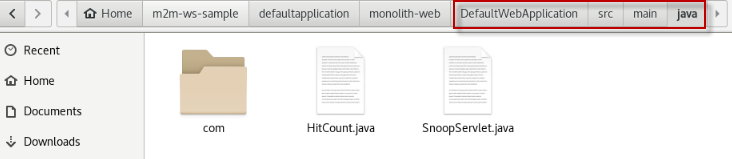 Home m2m-ws-sample defaultapplication monolith-web DefaultWebApplication src main java
Recent
Home
Documents
Downloads
com HitCount.java SnoopServlet.java